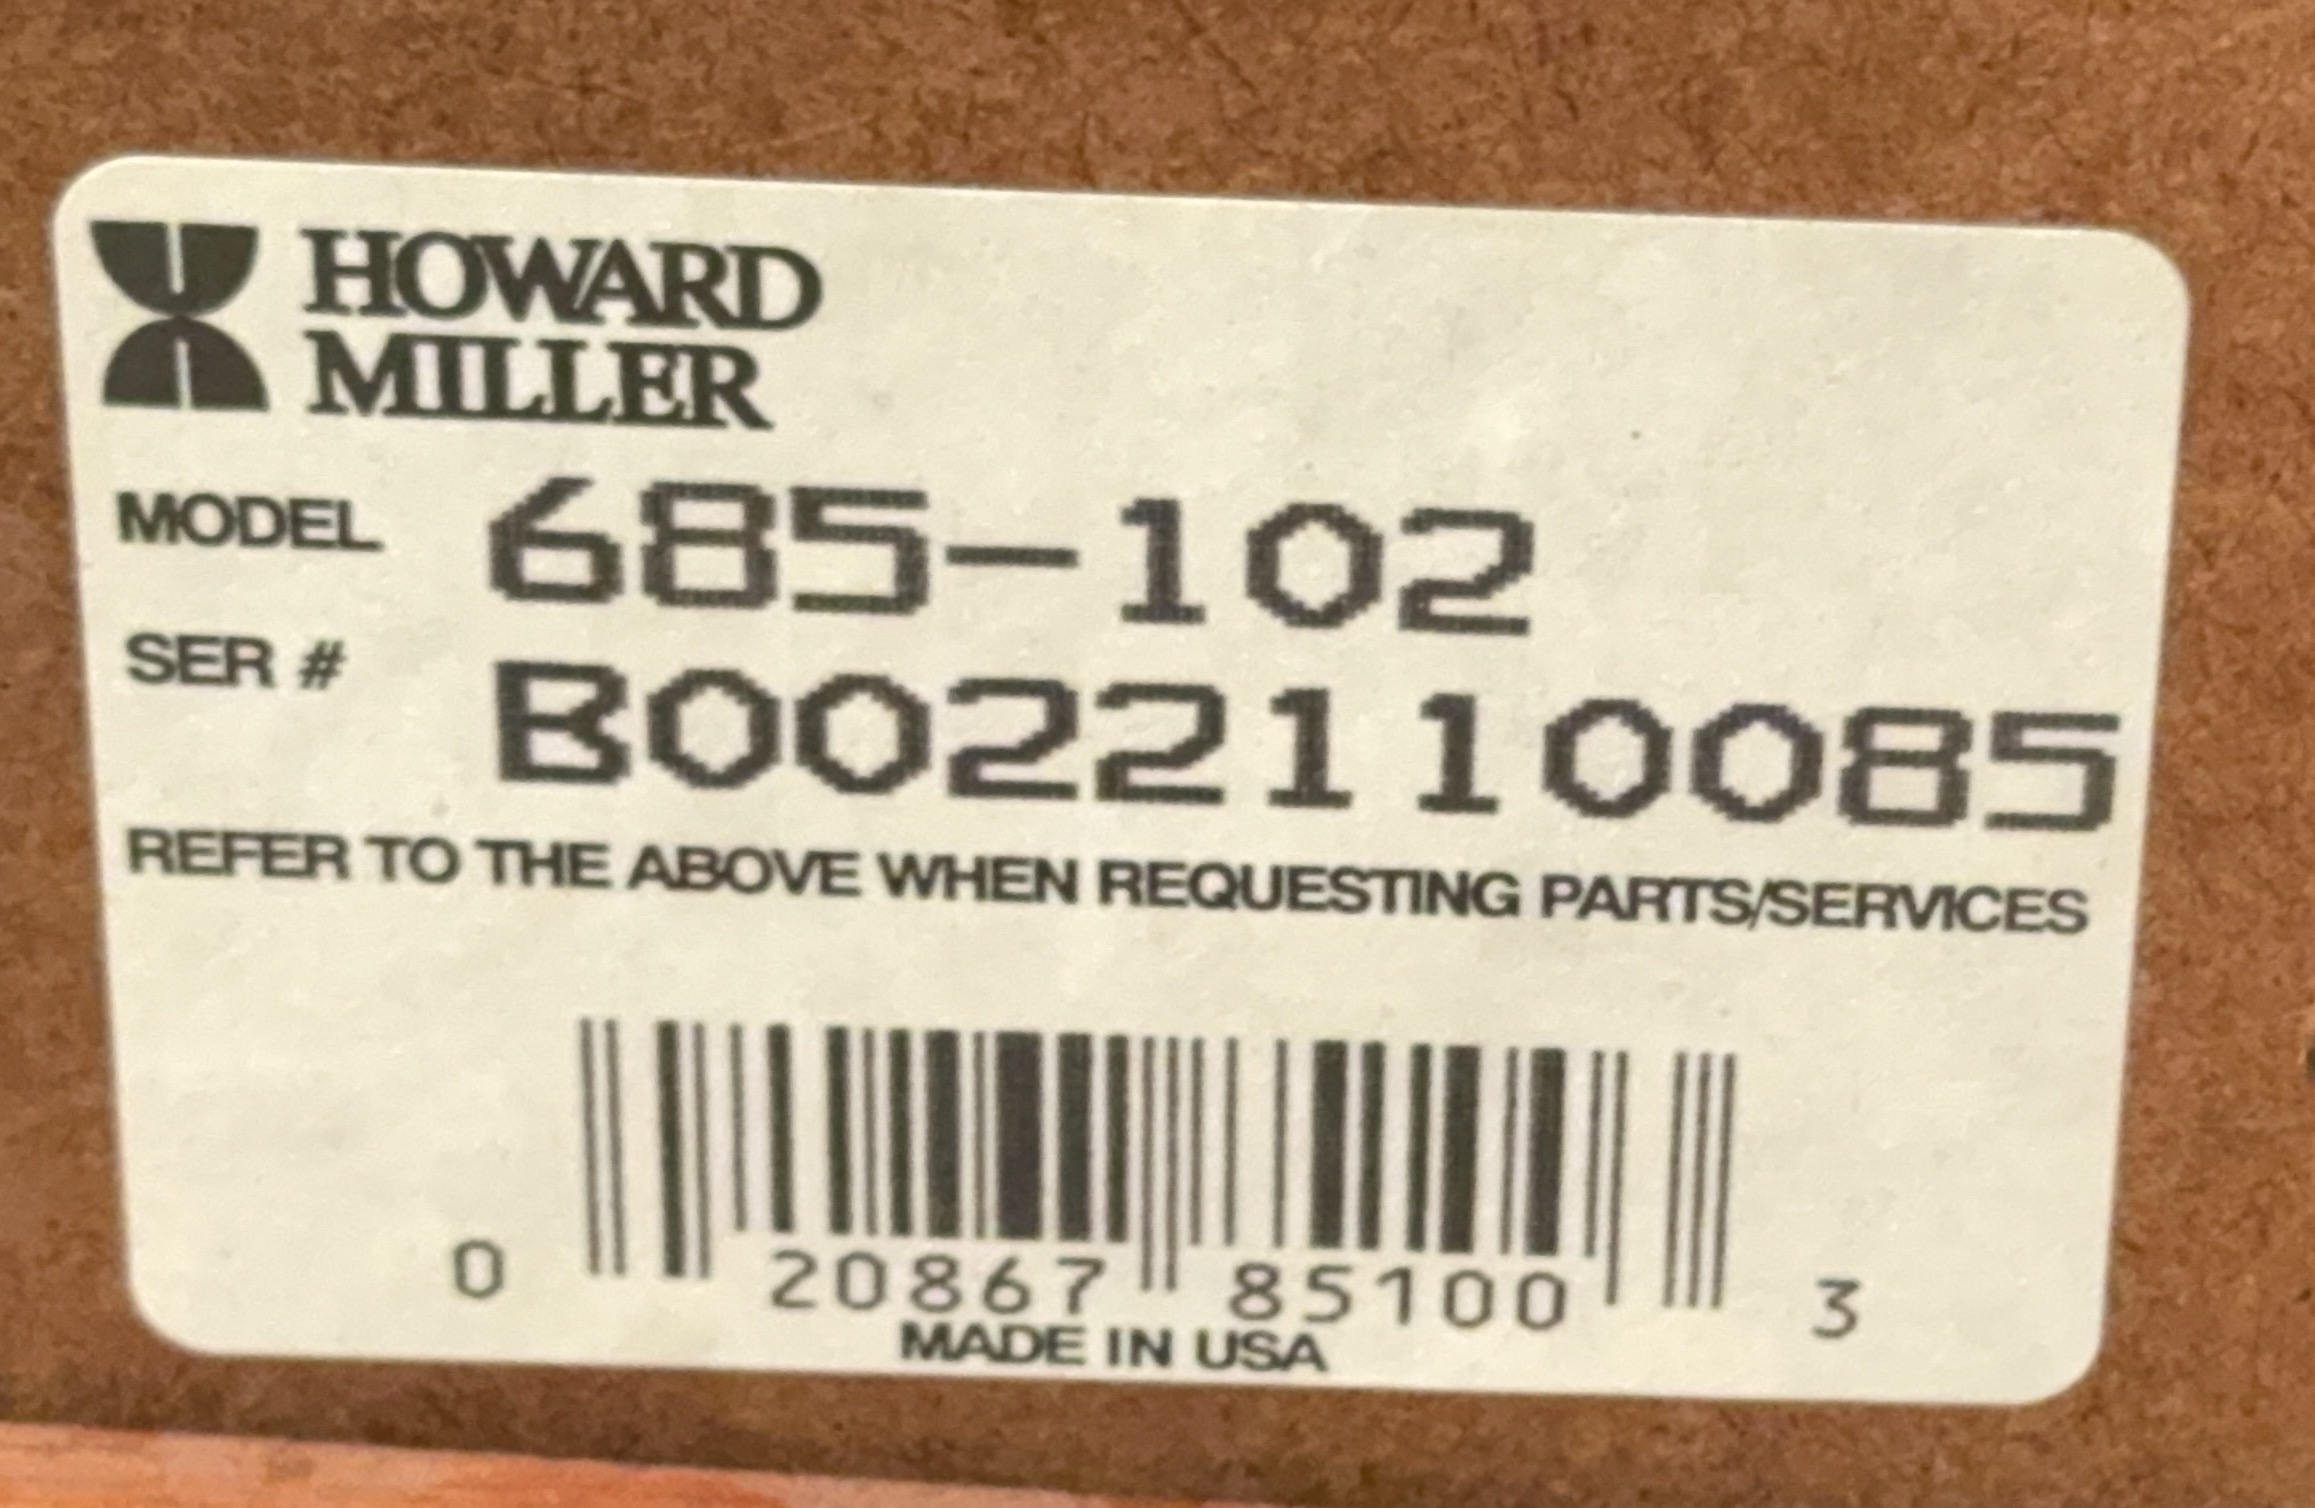 HOWARD
MILLER
MODEL 685-102
SER # B0022110085
REFER TO THE ABOVE WHEN REQUESTING PARTS/SERVICES
0 20867 85100 3
MADE IN USA